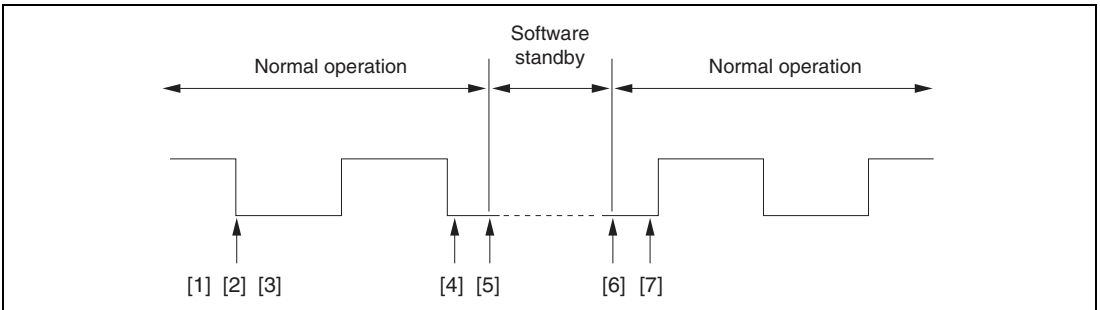 Software
standby
Normal operation
Normal operation
[1] [2] [3]
[4] [5]
[6] [7]